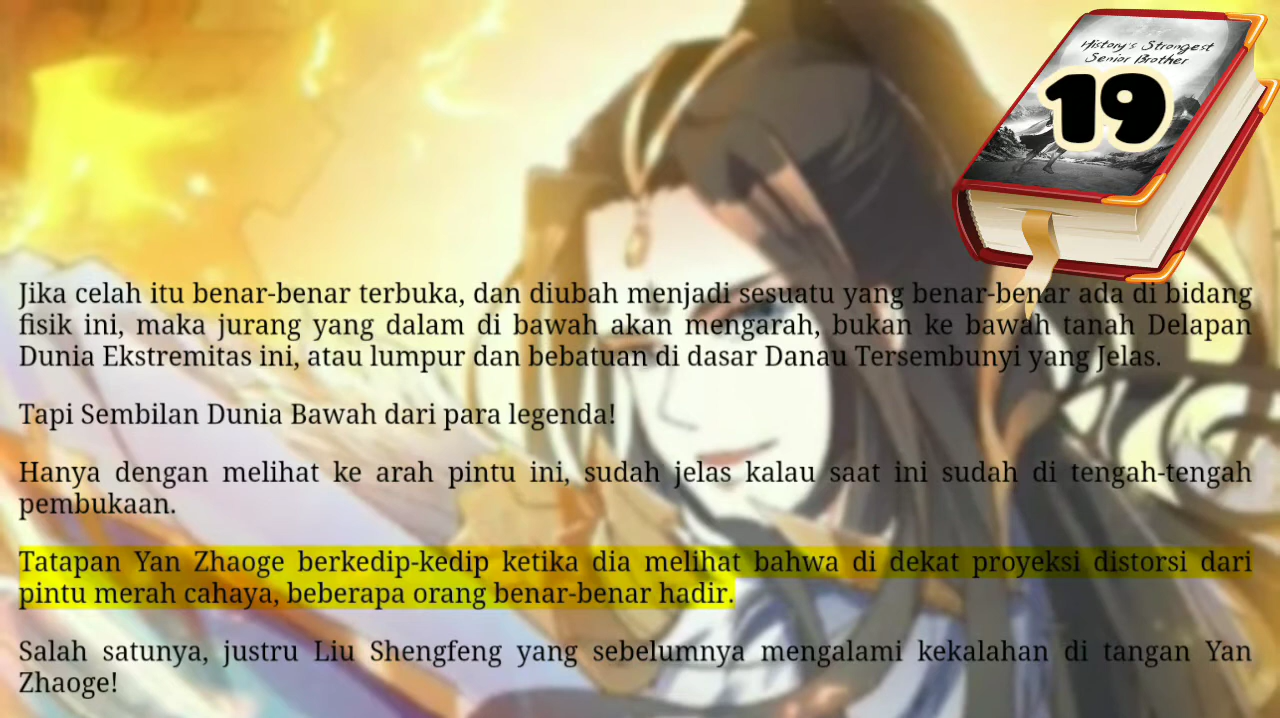 History's Strongest
Senior Brother
19
Jika celah itu benar-benar terbuka, dan diubah menjadi sesuatu yang benar-benar ada di bidang
fisik ini, maka jurang yang dalam di bawah akan mengarah, bukan ke bawah tanah Delapan
Dunia Ekstremitas ini, atau lumpur dan bebatuan di dasar Danau Tersembunyi yang Jelas.
Tapi Sembilan Dunia Bawah dari para legenda!
Hanya dengan melihat ke arah pintu ini, sudah jelas kalau saat ini sudah di tengah-tengah
pembukaan.
Tatapan Yan Zhaoge berkedip-kedip ketika dia melihat bahwa di dekat proyeksi distorsi dari
pintu merah cahaya, beberapa orang benar-benar hadir.
Salah satunya, justru Liu Shengfeng yang sebelumnya mengalami kekalahan di tangan Yan
Zhaoge!